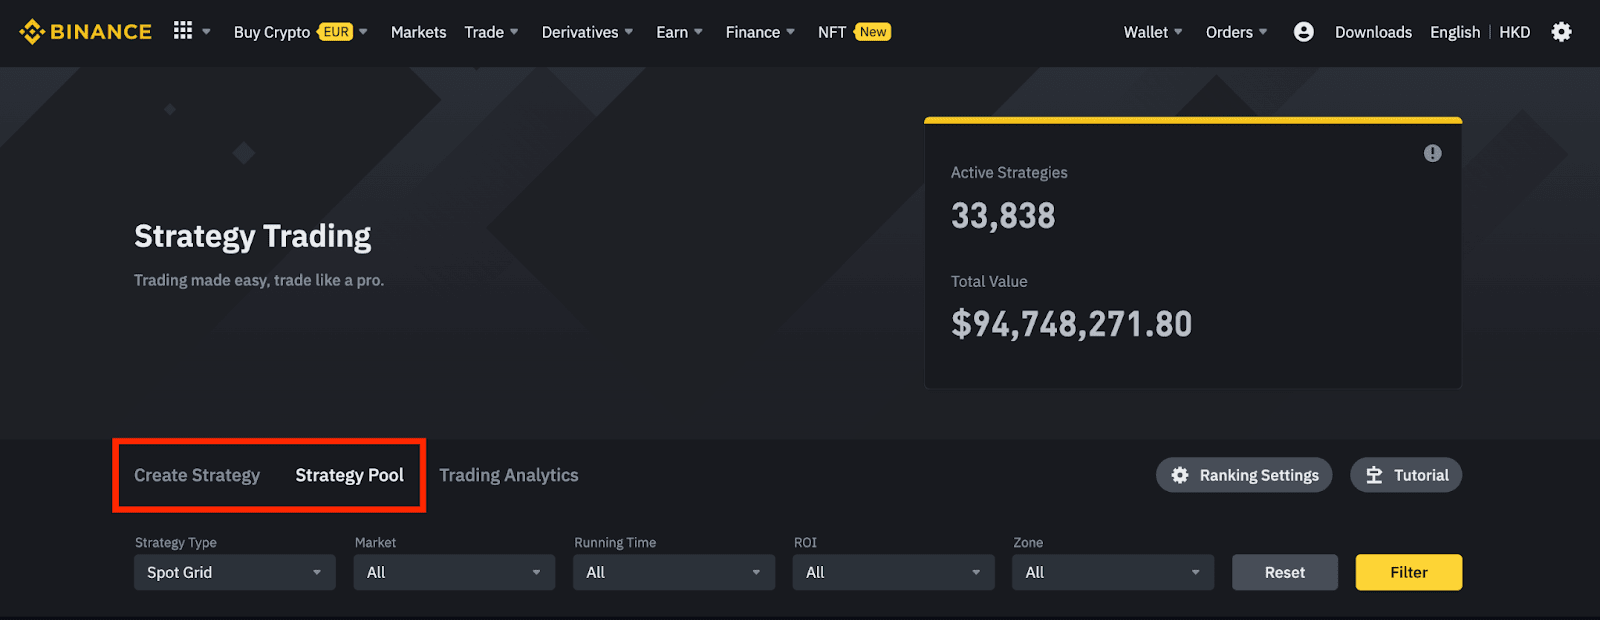 BINANCE Buy Crypto EUR Markets Trade Derivatives Earn Finance NFT New Wallet Orders Downloads English | HKD
Active Strategies
33,838
Strategy Trading
Trading made easy, trade like a pro.
Total Value
$94,748,271.80
Create Strategy Strategy Pool Trading Analytics Ranking Settings Tutorial
Strategy Type Market Running Time ROI Zone
Spot Grid All All All All Reset Filter